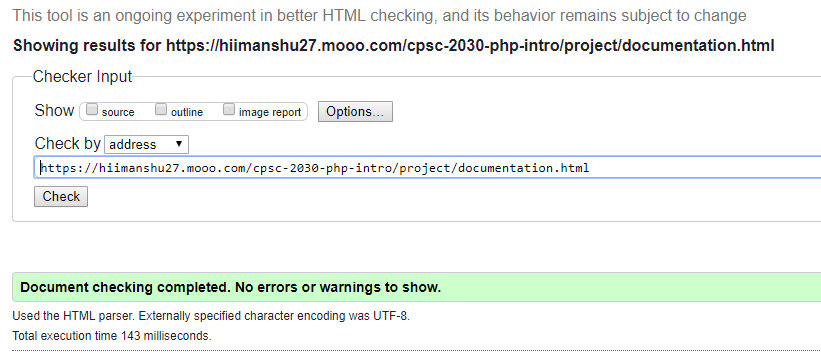 This tool is an ongoing experiment in better HTML checking, and its behavior remains subject to change
Showing results for https://hiimanshu27.mooo.com/cpsc-2030-php-intro/project/documentation.html
Checker Input
Show source outline image report Options...
Check by address
https://hiimanshu27.mooo.com/cpsc-2030-php-intro/project/documentation.html
Check
Document checking completed. No errors or warnings to show.
Used the HTML parser. Externally specified character encoding was UTF-8.
Total execution time 143 milliseconds.